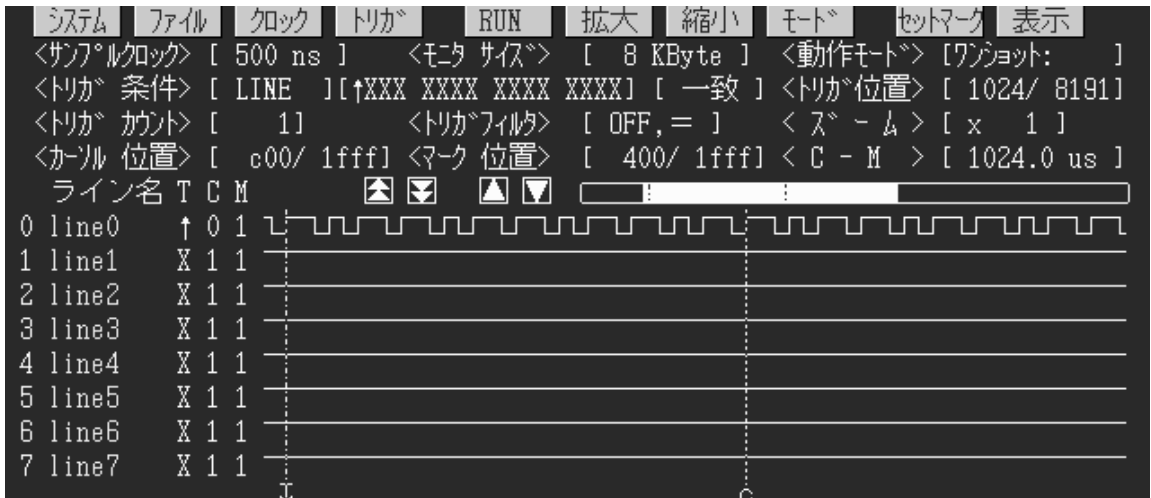 システム ファイル クロック トリガ RUN 拡大 縮小 モード セットマーク 表示
<サンプルクロック> [ 500 ns ] <モニタ サイズ> [ 8 KByte ] <動作モード> [ワンショット: ]
<トリガ 条件> [ LINE ][↑XXX XXXX XXXX XXXX] [ 一致 ] <トリガ位置> [ 1024/ 8191]
<トリガ カウント> [ 1] <トリガフィルタ> [ OFF,= ] < ズ ー ム > [ x 1 ]
<カーソル 位置> [ c00/ 1fff] <マーク 位置> [ 400/ 1fff] < C - M > [ 1024.0 us ]
ライン名 T C M
0 line0 ↑ 0 1
1 line1 X 1 1
2 line2 X 1 1
3 line3 X 1 1
4 line4 X 1 1
5 line5 X 1 1
6 line6 X 1 1
7 line7 X 1 1